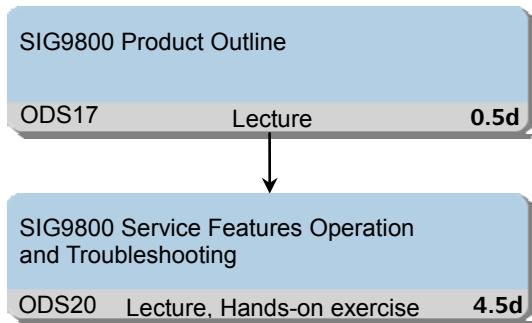 SIG9800 Product Outline
ODS17 Lecture 0.5d
SIG9800 Service Features Operation
and Troubleshooting
ODS20 Lecture, Hands-on exercise 4.5d